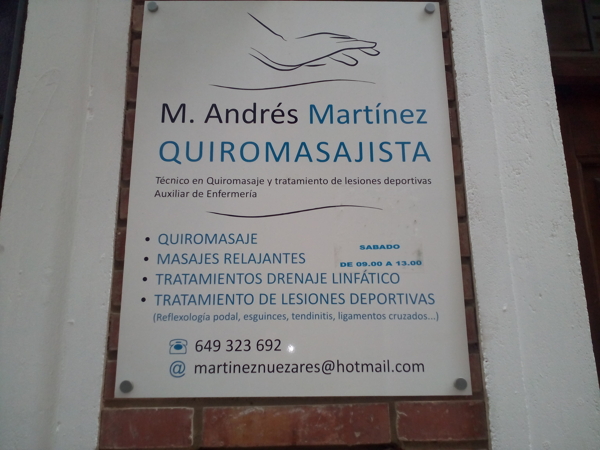 M. Andrés Martínez
QUIROMASAJISTA
Técnico en Quiromasaje y tratamiento de lesiones deportivas
Auxiliar de Enfermería
• QUIROMASAJE
• MASAJES RELAJANTES
SABADO
DE 09.00 A 13.00
• TRATAMIENTOS DRENAJE LINFÁTICO
• TRATAMIENTO DE LESIONES DEPORTIVAS
(Reflexología podal, esguinces, tendinitis, ligamentos cruzados...)
☎ 649 323 692
@ martineznuezares@hotmail.com